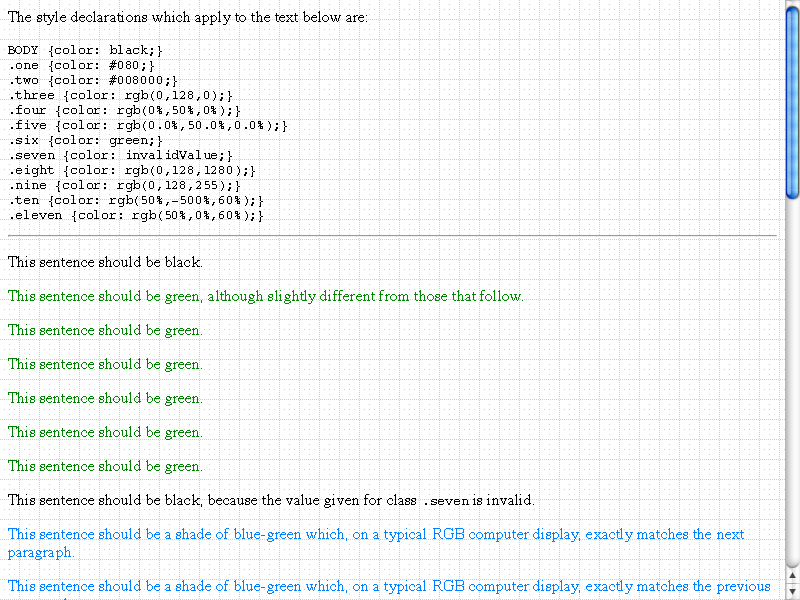 The style declarations which apply to the text below are:
BODY {color: black;}
.one {color: #080;}
.two {color: #008000;}
.three {color: rgb(0,128,0);}
.four {color: rgb(0%,50%,0%);}
.five {color: rgb(0.0%,50.0%,0.0%);}
.six {color: green;}
.seven {color: invalidValue;}
.eight {color: rgb(0,128,1280);}
.nine {color: rgb(0,128,255);}
.ten {color: rgb(50%,-500%,60%);}
.eleven {color: rgb(50%,0%,60%);}
This sentence should be black.
This sentence should be green, although slightly different from those that follow.
This sentence should be green.
This sentence should be green.
This sentence should be green.
This sentence should be green.
This sentence should be green.
This sentence should be black, because the value given for class .seven is invalid.
This sentence should be a shade of blue-green which, on a typical RGB computer display, exactly matches the next
paragraph.
This sentence should be a shade of blue-green which, on a typical RGB computer display, exactly matches the previous